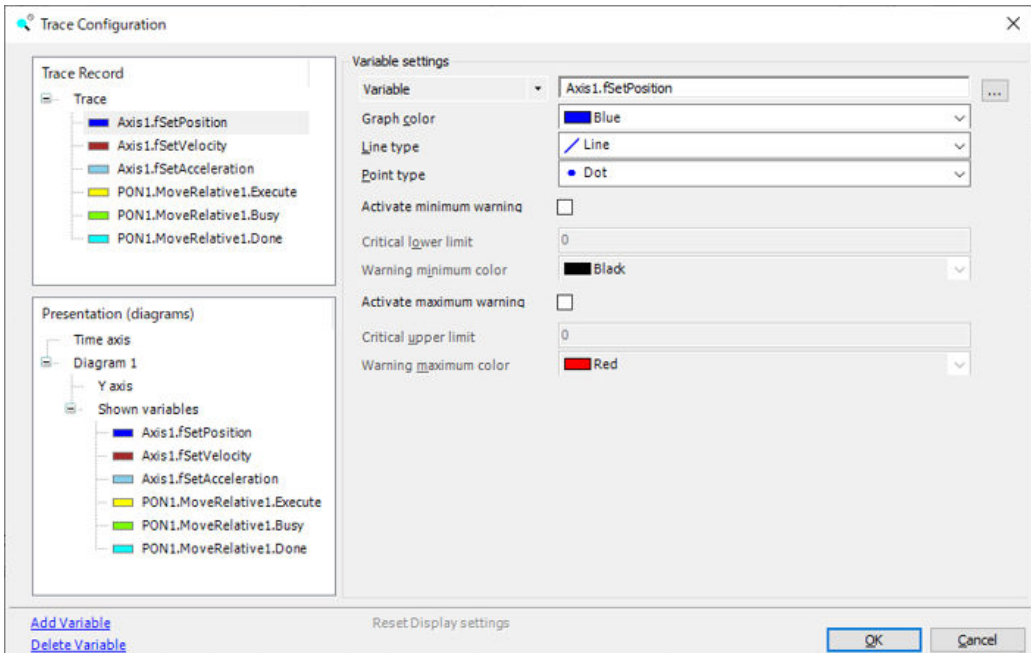 Trace Configuration
Trace Record
Trace
Axis1.fSetPosition
Axis1.fSetVelocity
Axis1.fSetAcceleration
PON1.MoveRelative1.Execute
PON1.MoveRelative1.Busy
PON1.MoveRelative1.Done
Presentation (diagrams)
Time axis
Diagram 1
Y axis
Shown variables
Axis1.fSetPosition
Axis1.fSetVelocity
Axis1.fSetAcceleration
PON1.MoveRelative1.Execute
PON1.MoveRelative1.Busy
PON1.MoveRelative1.Done
Variable settings
Variable Axis1.fSetPosition ...
Graph color Blue
Line type Line
Point type Dot
Activate minimum warning
Critical lower limit 0
Warning minimum color Black
Activate maximum warning
Critical upper limit 0
Warning maximum color Red
Add Variable
Delete Variable
Reset Display settings
OK Cancel